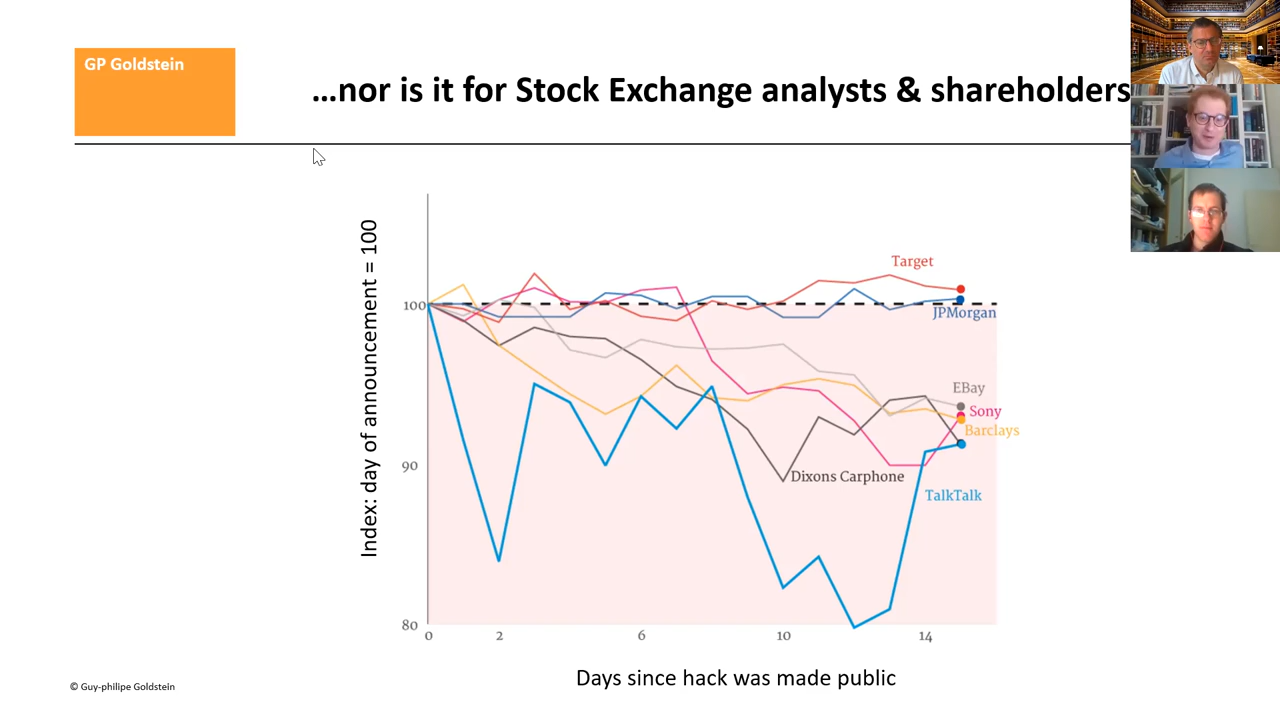 GP Goldstein
…nor is it for Stock Exchange analysts & shareholders
Index: day of announcement = 100
100
90
80
Target
JPMorgan
EBay
Sony
Barclays
Dixons Carphone
TalkTalk
0 2 6 10 14
Days since hack was made public
© Guy-philipe Goldstein